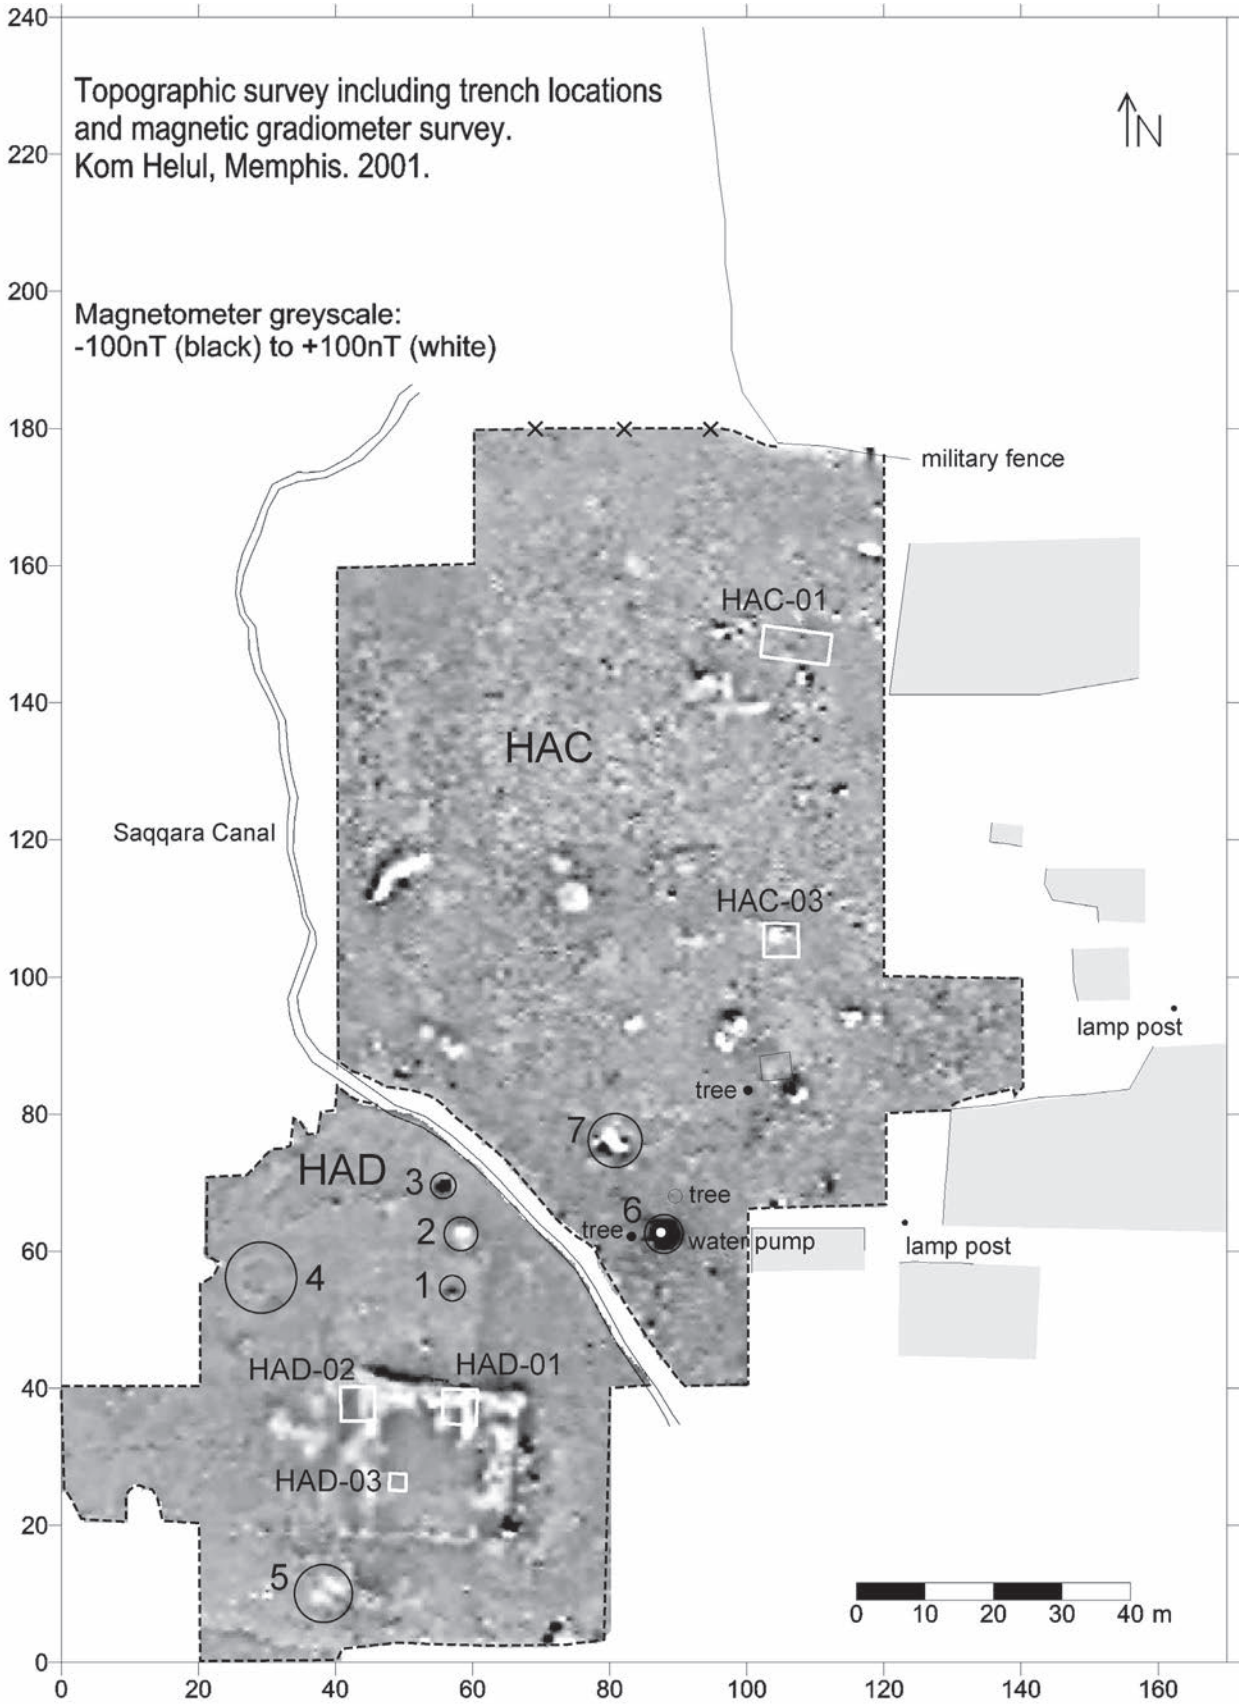 240
Topographic survey including trench locations
and magnetic gradiometer survey.
Kom Helul, Memphis. 2001.
N
220
200
Magnetometer greyscale:
-100nT (black) to +100nT (white)
180
military fence
160
HAC-01
140
HAC
120
Saqqara Canal
HAC-03
100
lamp post
tree
80
7
HAD
3
tree
6
2
tree
water pump
lamp post
60
4
1
HAD-02
HAD-01
40
HAD-03
20
5
0 10 20 30 40 m
0
0 20 40 60 80 100 120 140 160